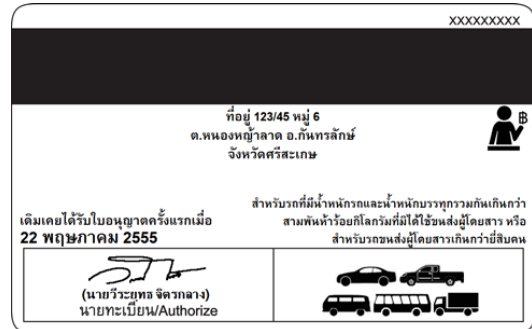 XXXXXXXXX
ที่อยู่ 123/45 หมู่ 6
ต.หนองหญ้าลาด อ.กันทรลักษ์
จังหวัดศรีสะเกษ
฿
สำหรับรถที่มีน้ำหนักรถและน้ำหนักบรรทุกรวมกันเกินกว่า
สามพันห้าร้อยกิโลกรัมที่มิได้ใช้ขนส่งผู้โดยสาร หรือ
สำหรับรถขนส่งผู้โดยสารเกินกว่ายี่สิบคน
เดิมเคยได้รับใบอนุญาตครั้งแรกเมื่อ
22 พฤษภาคม 2555
(นายวีระยุทธ จิตรกลาง)
นายทะเบียน/Authorize